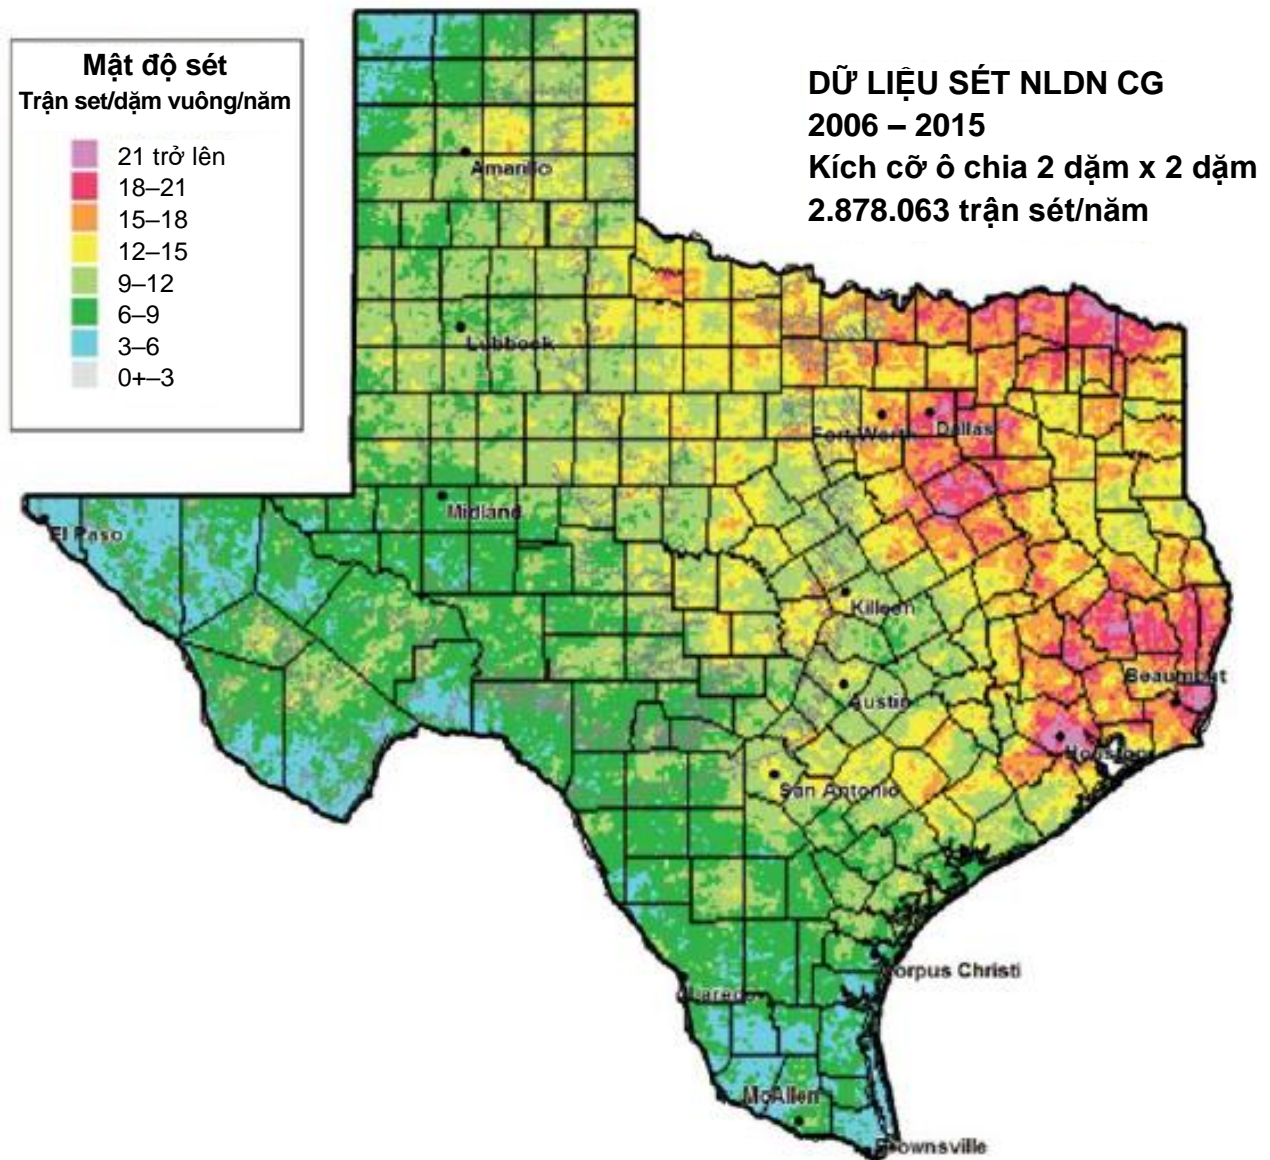 Mật độ sét
Trận set/dặm vuông/năm
21 trở lên
18–21
15–18
12–15
9–12
6–9
3–6
0+–3
DỮ LIỆU SÉT NLDN CG
2006 – 2015
Kích cỡ ô chia 2 dặm x 2 dặm
2.878.063 trận sét/năm
Amarillo
Lubbock
Fort Worth
Dallas
Midland
El Paso
Killeen
Beaumont
Austin
Houston
San Antonio
Corpus Christi
Laredo
McAllen
Brownsville